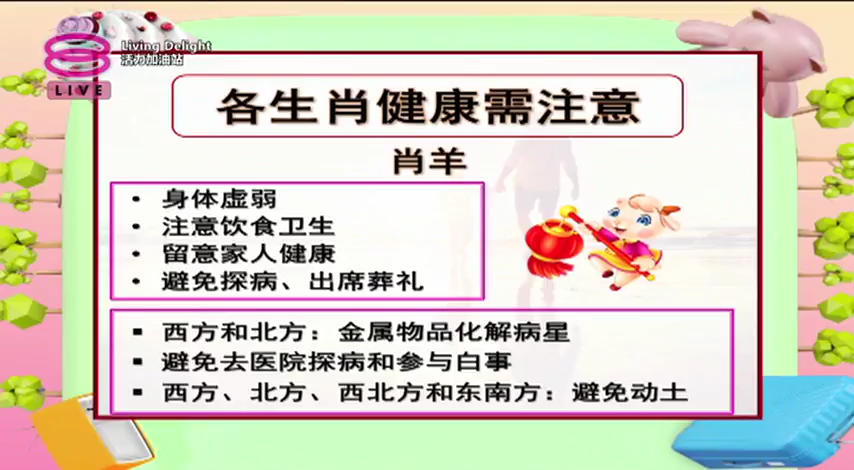 Living Delight
活力加油站
LIVE
各生肖健康需注意
肖羊
• 身体虚弱
• 注意饮食卫生
• 留意家人健康
• 避免探病、出席葬礼
▪ 西方和北方：金属物品化解病星
▪ 避免去医院探病和参与白事
▪ 西方、北方、西北方和东南方：避免动土